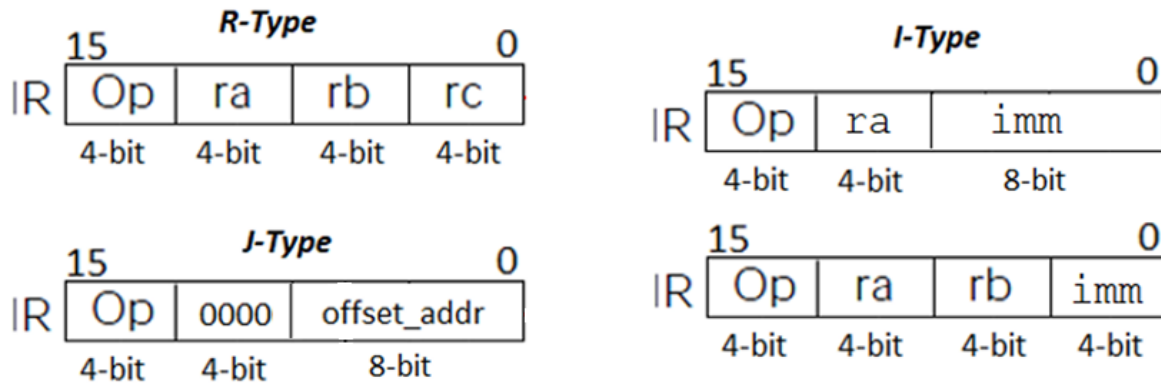 R-Type
15 0
IR Op ra rb rc
4-bit 4-bit 4-bit 4-bit
J-Type
15 0
IR Op 0000 offset_addr
4-bit 4-bit 8-bit
I-Type
15 0
IR Op ra imm
4-bit 4-bit 8-bit
15 0
IR Op ra rb imm
4-bit 4-bit 4-bit 4-bit